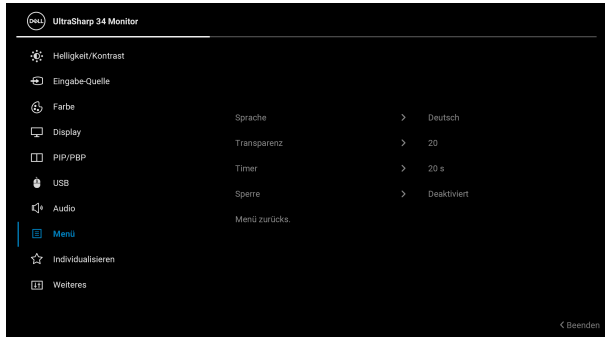 DELL UltraSharp 34 Monitor
Helligkeit/Kontrast
Eingabe-Quelle
Farbe
Display
PIP/PBP
USB
Audio
Menü
Individualisieren
Weiteres
Sprache > Deutsch
Transparenz > 20
Timer > 20 s
Sperre > Deaktiviert
Menü zurücks.
< Beenden